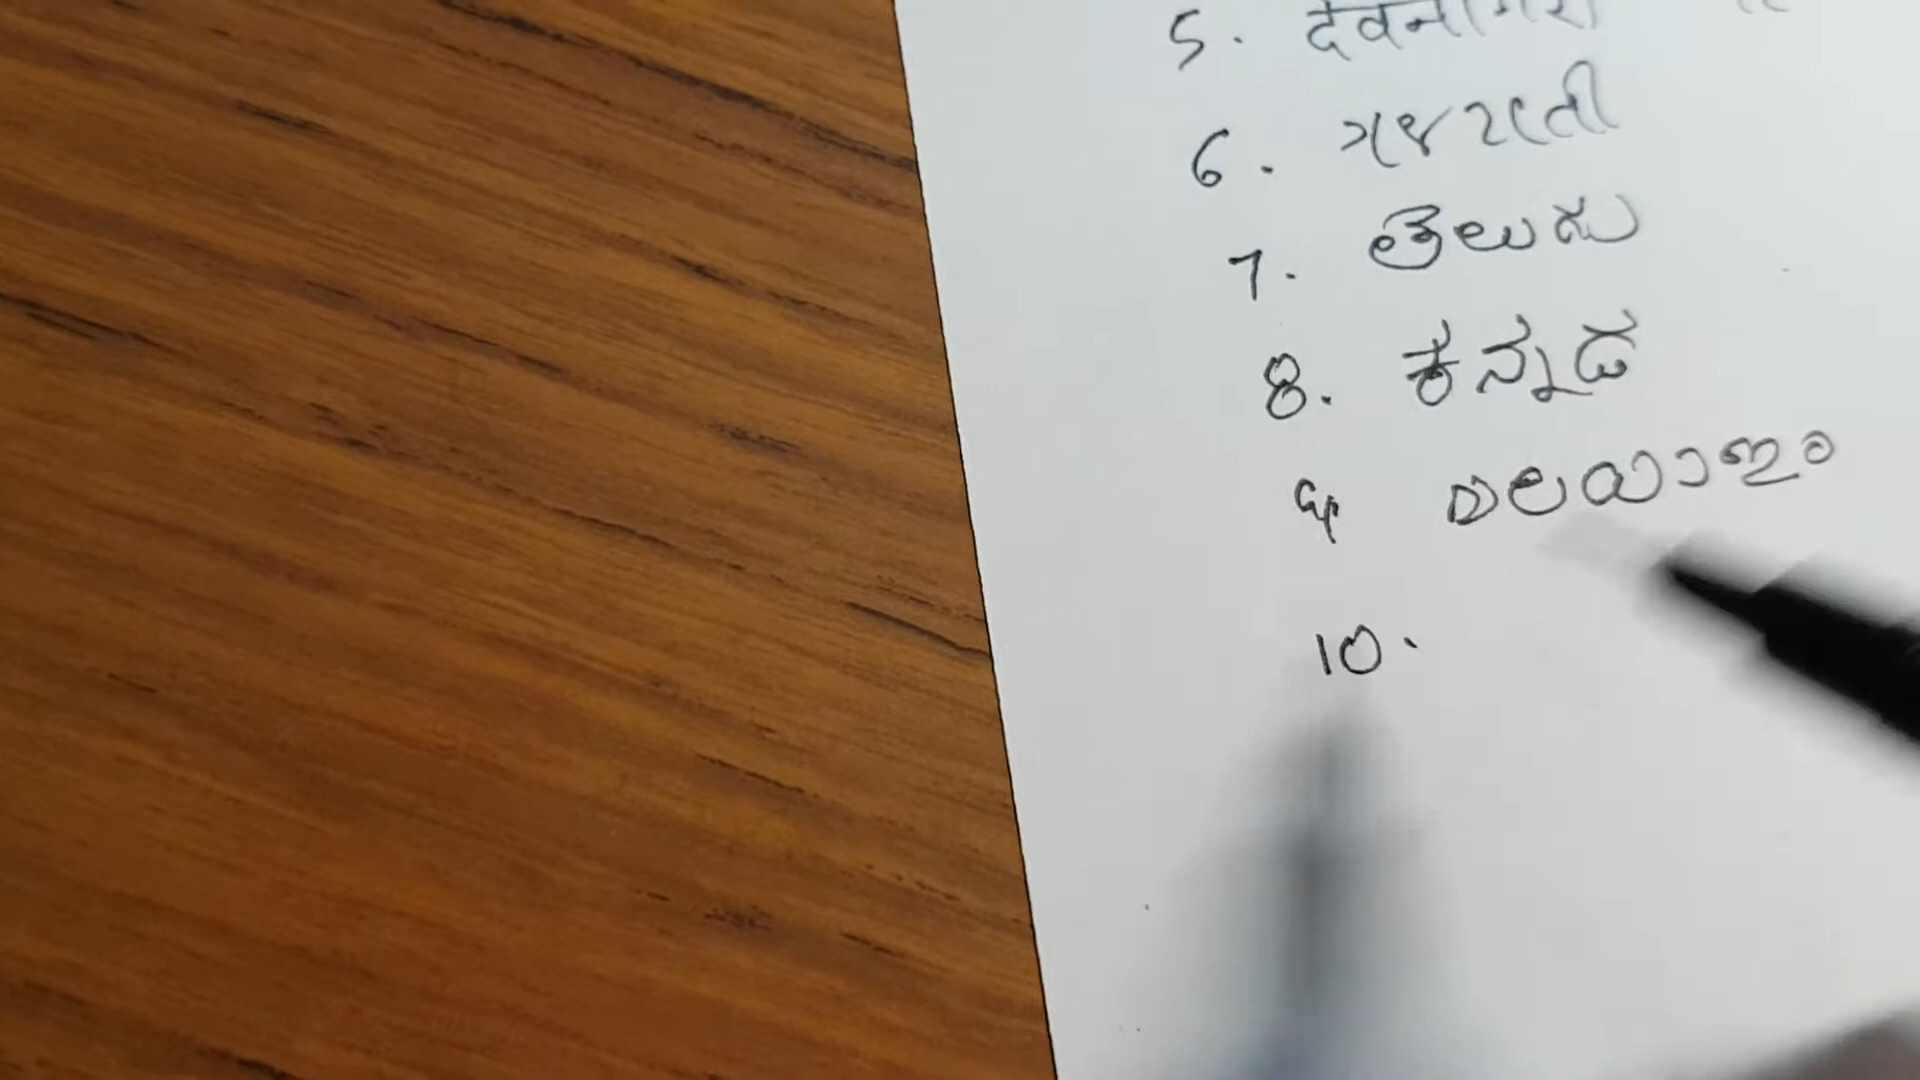 5. देवनागरी
6. ગુજરાતી
7. తెలుగు
8. ಕನ್ನಡ
9 മലയാളം
10.